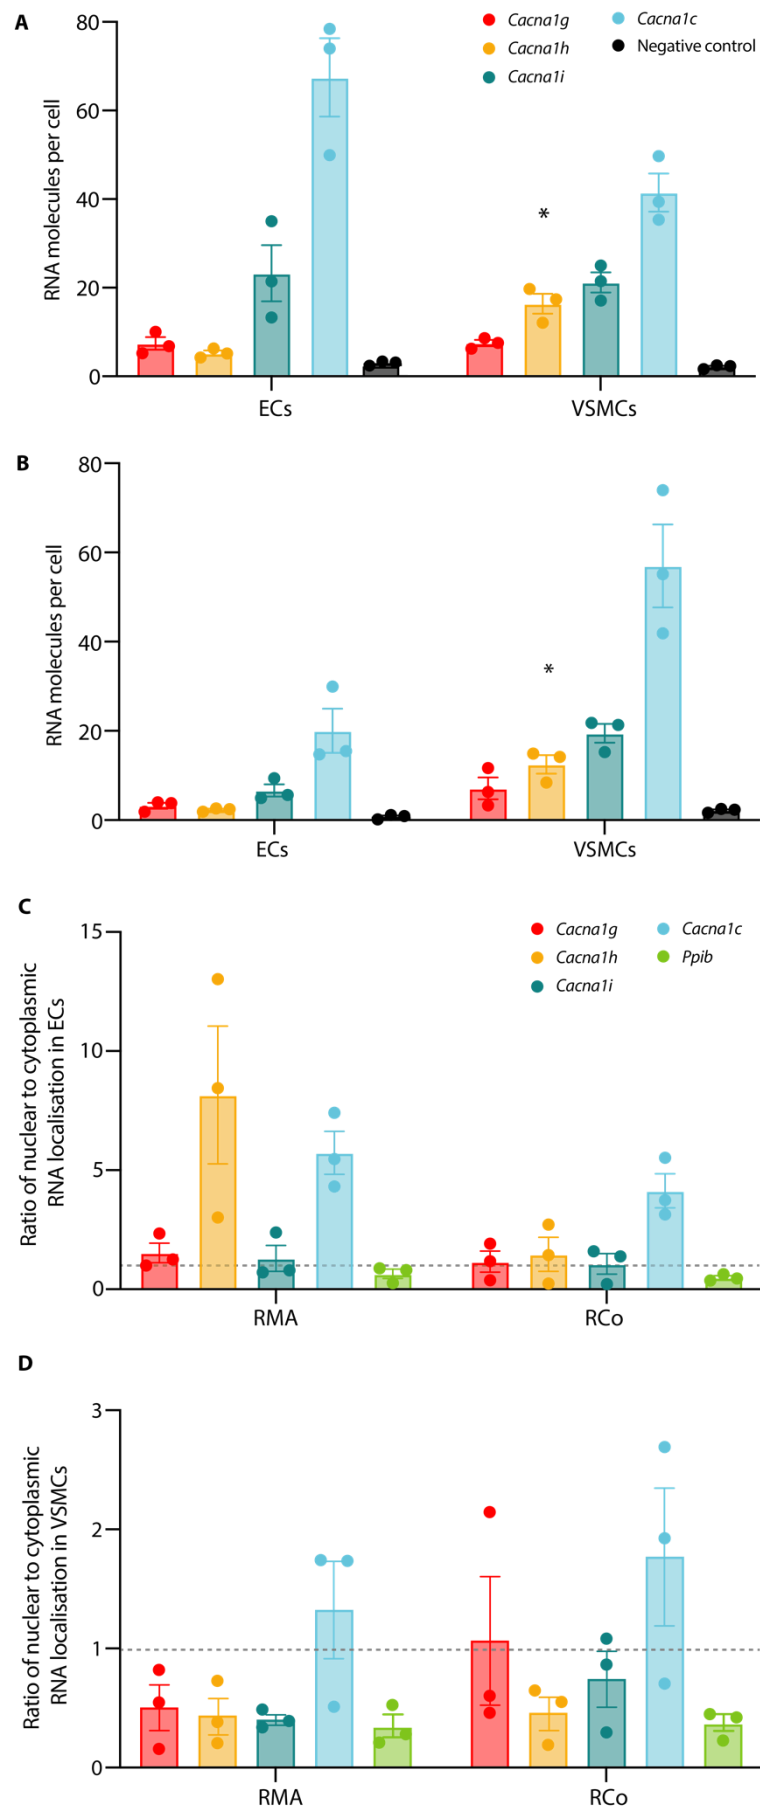 A
Cacna1g
Cacna1h
Cacna1i
Cacna1c
Negative control
RNA molecules per cell
80
60
40
20
0
*
ECs
VSMCs
B
RNA molecules per cell
80
60
40
20
0
*
ECs
VSMCs
C
Cacna1g
Cacna1h
Cacna1i
Cacna1c
Ppib
Ratio of nuclear to cytoplasmic
RNA localisation in ECs
15
10
5
0
RMA
RCo
D
Ratio of nuclear to cytoplasmic
RNA localisation in VSMCs
3
2
1
0
RMA
RCo